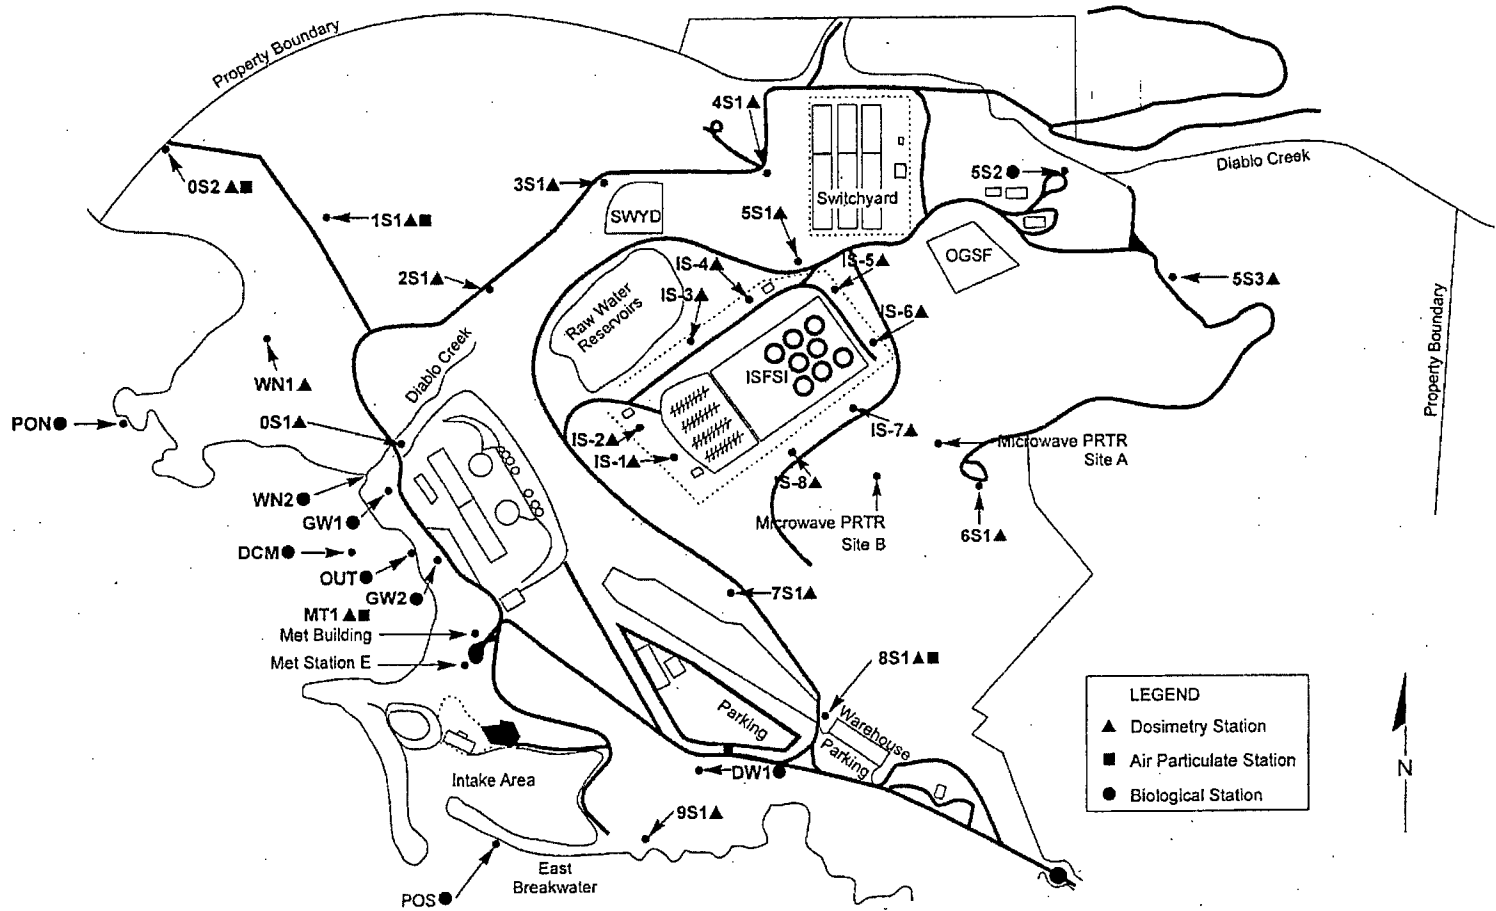 Property Boundary
4S1▲
Diablo Creek
0S2▲■
3S1▲
5S2●
1S1▲■
SWYD
5S1▲
Switchyard
2S1▲
IS-4▲
IS-5▲
OGSF
5S3▲
IS-3▲
Raw Water
Reservoirs
IS-6▲
Property Boundary
Diablo Creek
WN1▲
ISFSI
PON●
0S1▲
IS-2▲
IS-7▲
Microwave PRTR
Site A
IS-1▲
IS-8▲
WN2●
GW1●
Microwave PRTR
Site B
6S1▲
DCM●
OUT●
GW2●
7S1▲
MT1▲■
Met Building
Met Station E
8S1▲■
Parking
Warehouse
Parking
DW1●
Intake Area
9S1▲
East
Breakwater
POS●
LEGEND
▲ Dosimetry Station
■ Air Particulate Station
● Biological Station
N